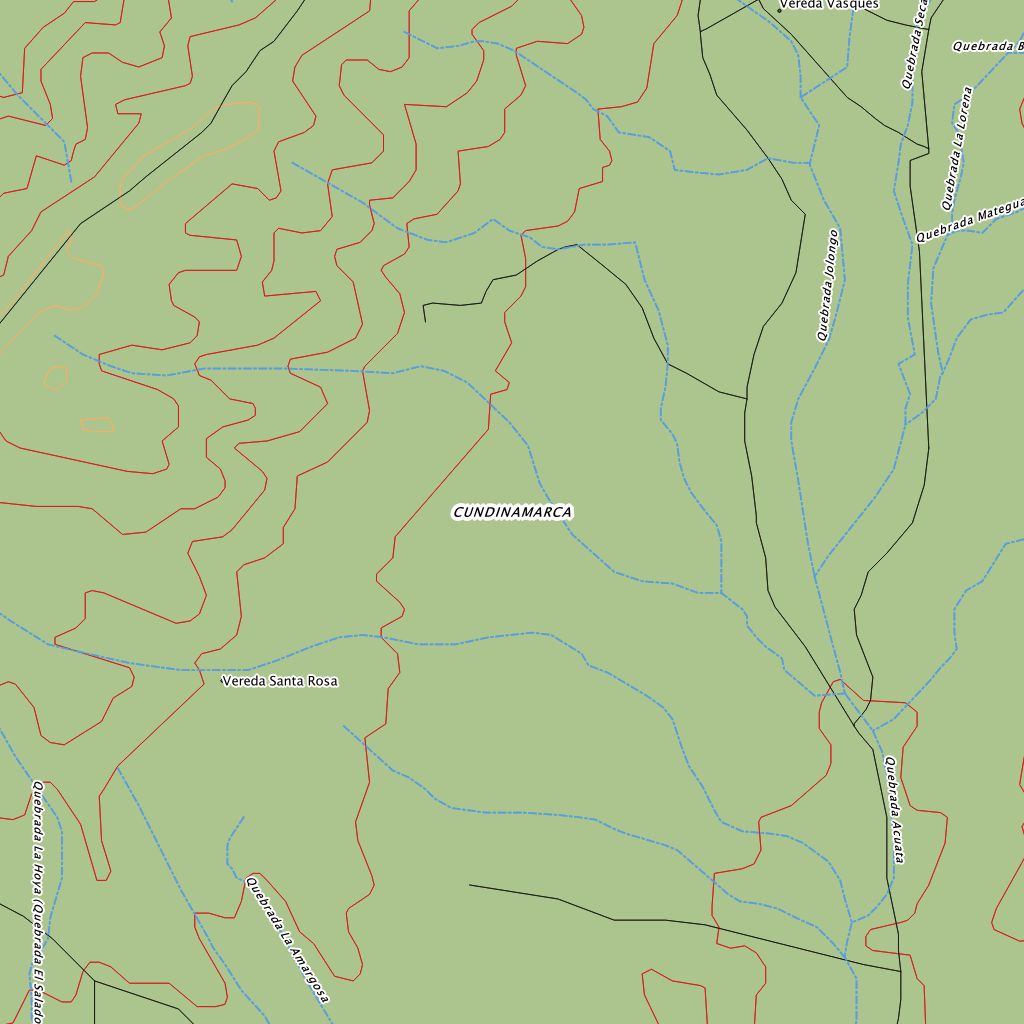 Vereda Vasques
Quebrada Seca
Quebrada B
Quebrada La Lorena
Quebrada Mategua
Quebrada Jolongo
CUNDINAMARCA
Vereda Santa Rosa
Quebrada Acuata
Quebrada La Hoya (Quebrada El Salado
Quebrada La Amargosa